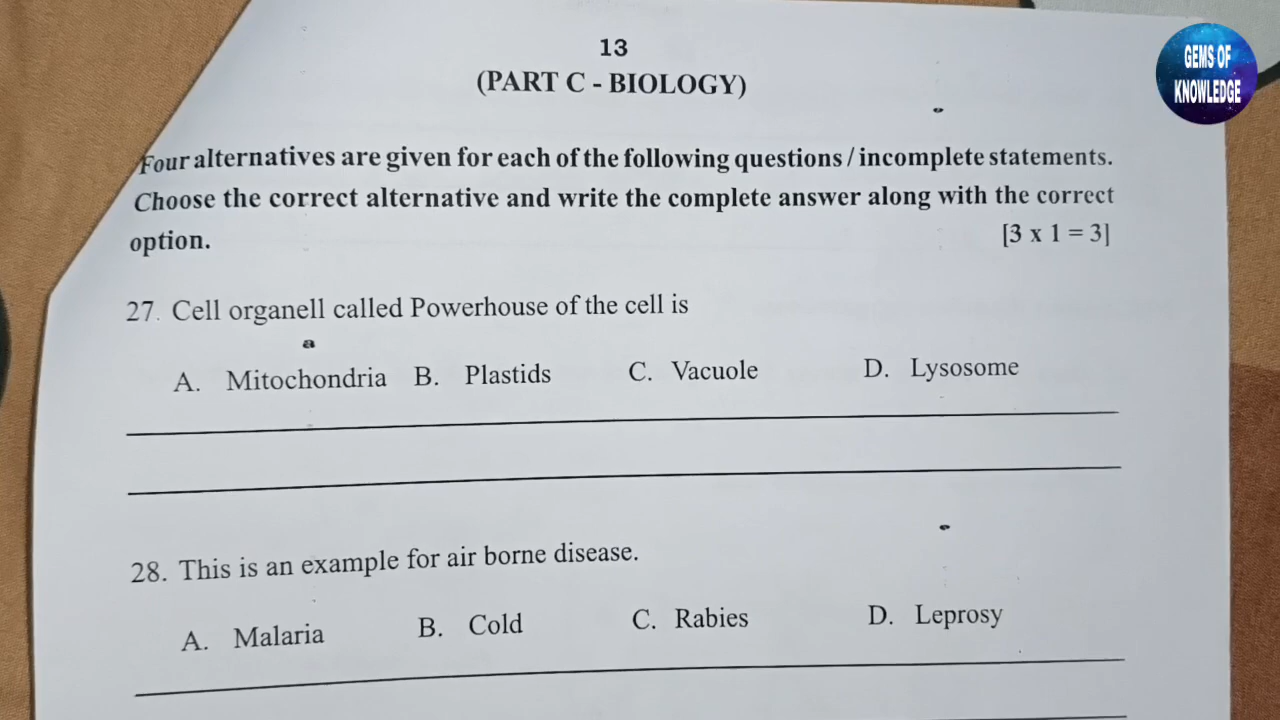 13
(PART C - BIOLOGY)
GEMS OF
KNOWLEDGE
Four alternatives are given for each of the following questions / incomplete statements.
Choose the correct alternative and write the complete answer along with the correct
option. [3 x 1 = 3]
27. Cell organell called Powerhouse of the cell is
A. Mitochondria B. Plastids C. Vacuole D. Lysosome
28. This is an example for air borne disease.
A. Malaria B. Cold C. Rabies D. Leprosy